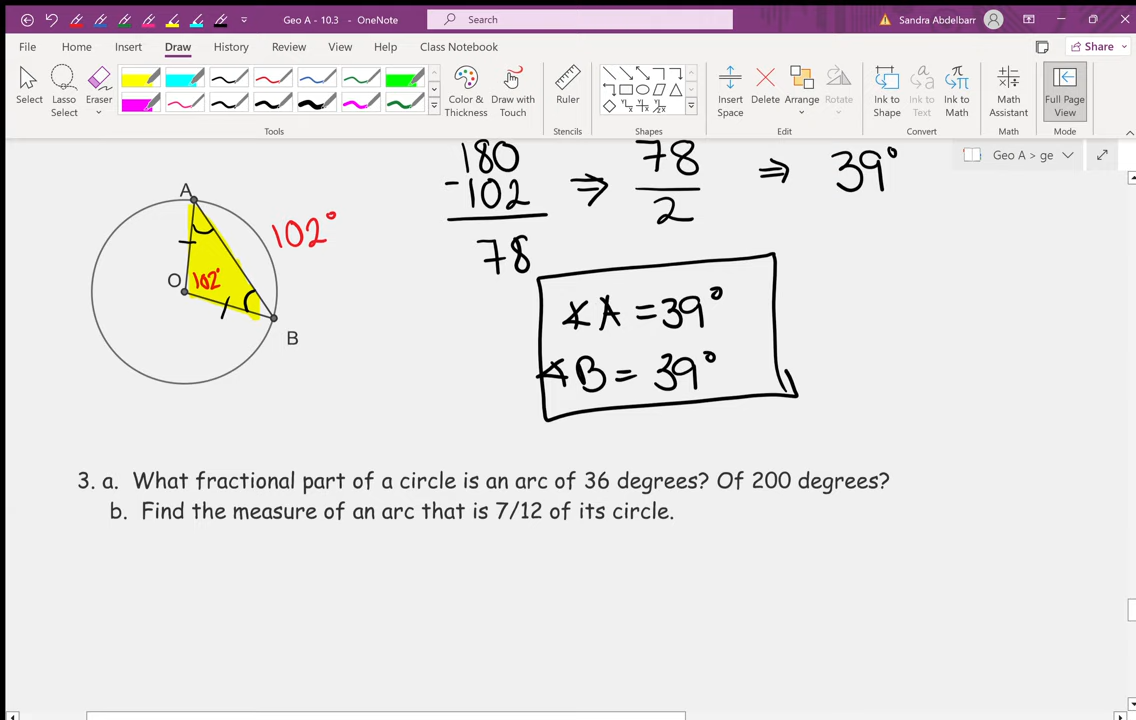 Geo A - 10.3 - OneNote
Search
Sandra Abdelbarr
File Home Insert Draw History Review View Help Class Notebook
Share
Select
Lasso Select
Eraser
Color & Thickness
Draw with Touch
Ruler
Insert Space
Delete
Arrange
Rotate
Ink to Shape
Ink to Text
Ink to Math
Math Assistant
Full Page View
Tools
Stencils
Shapes
Edit
Convert
Math
Mode
Geo A > ge
180
-102
78
⇒ 78/2 ⇒ 39°
A
102°
O 102°
B
∡A = 39°
∡B = 39°
3. a. What fractional part of a circle is an arc of 36 degrees? Of 200 degrees?
b. Find the measure of an arc that is 7/12 of its circle.